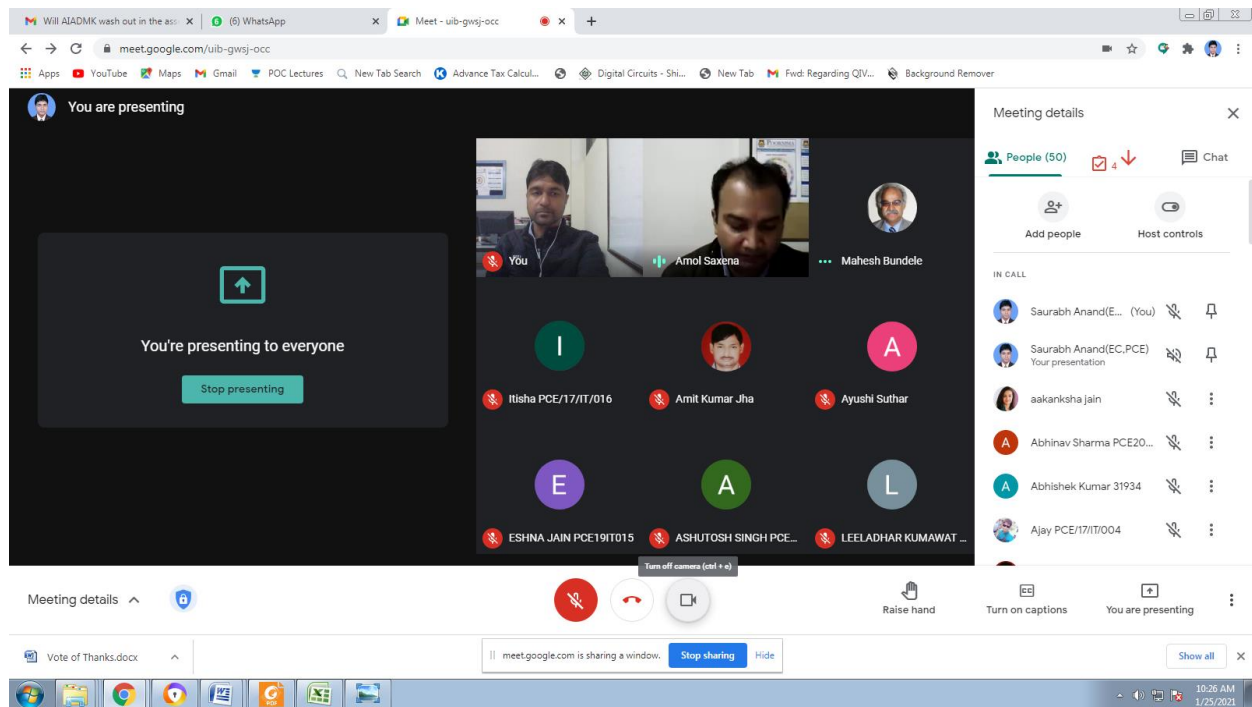 Will AIADMK wash out in the ass
(6) WhatsApp
Meet - uib-gwsj-occ
meet.google.com/uib-gwsj-occ
Apps
YouTube
Maps
Gmail
POC Lectures
New Tab Search
Advance Tax Calcul...
Digital Circuits - Shi...
New Tab
Fwd: Regarding QIV...
Background Remover
You are presenting
You're presenting to everyone
Stop presenting
You
Amol Saxena
Mahesh Bundele
I
A
Itisha PCE/17/IT/016
Amit Kumar Jha
Ayushi Suthar
E
A
L
ESHNA JAIN PCE19IT015
ASHUTOSH SINGH PCE...
LEELADHAR KUMAWAT ...
Turn off camera (ctrl + e)
Meeting details
People (50)
4
Chat
Add people
Host controls
IN CALL
Saurabh Anand(E... (You)
Saurabh Anand(EC,PCE)
Your presentation
aakanksha jain
A
Abhinav Sharma PCE20...
A
Abhishek Kumar 31934
Ajay PCE/17/IT/004
Meeting details
Raise hand
Turn on captions
You are presenting
Vote of Thanks.docx
meet.google.com is sharing a window.
Stop sharing
Hide
Show all
10:26 AM
1/25/2021